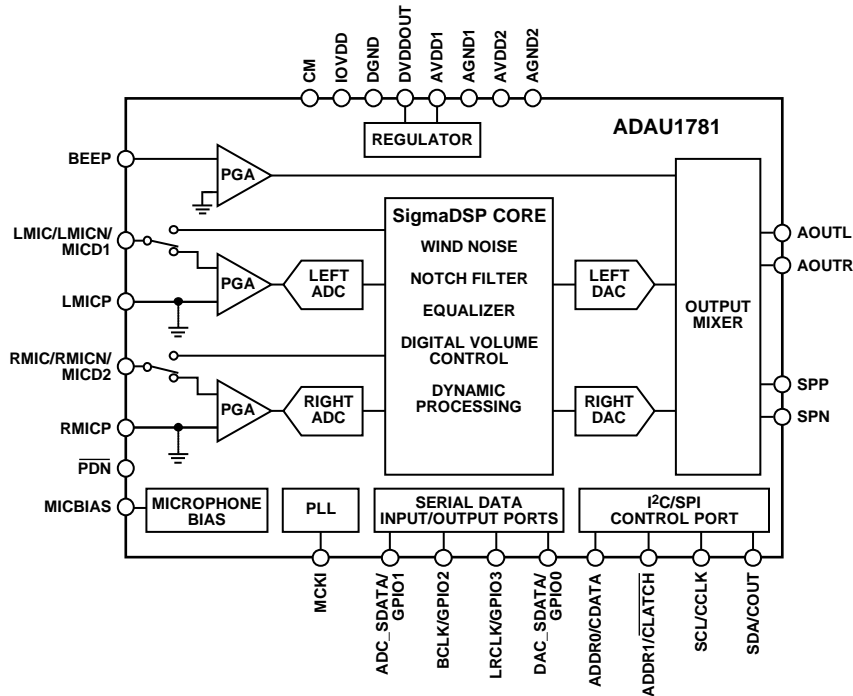 CM
IOVDD
DGND
DVDDOUT
AVDD1
AGND1
AVDD2
AGND2
REGULATOR
ADAU1781
BEEP
PGA
SigmaDSP CORE
WIND NOISE
NOTCH FILTER
EQUALIZER
DIGITAL VOLUME
CONTROL
DYNAMIC
PROCESSING
LMIC/LMICN/
MICD1
PGA
LEFT
ADC
LEFT
DAC
OUTPUT
MIXER
AOUTL
AOUTR
LMICP
RMIC/RMICN/
MICD2
PGA
RIGHT
ADC
RIGHT
DAC
SPP
SPN
RMICP
PDN
MICBIAS
MICROPHONE
BIAS
PLL
SERIAL DATA
INPUT/OUTPUT PORTS
I2C/SPI
CONTROL PORT
MCKI
ADC_SDATA/
GPIO1
BCLK/GPIO2
LRCLK/GPIO3
DAC_SDATA/
GPIO0
ADDR0/CDATA
ADDR1/CLATCH
SCL/CCLK
SDA/COUT